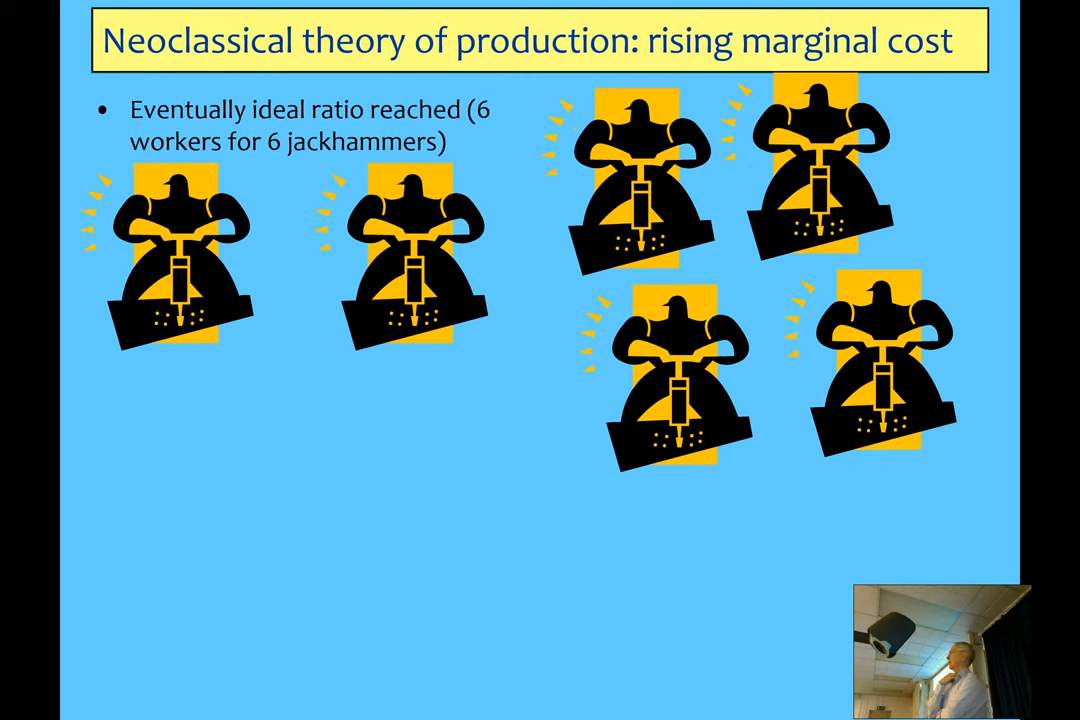 Neoclassical theory of production: rising marginal cost
• Eventually ideal ratio reached (6
workers for 6 jackhammers)